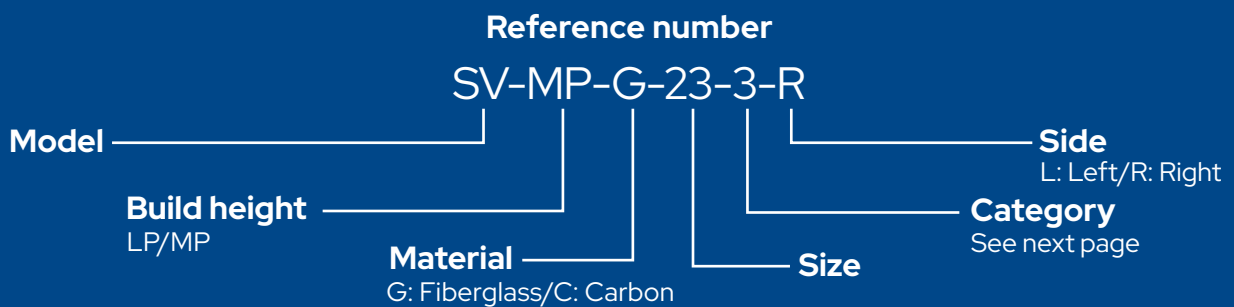 Reference number
SV-MP-G-23-3-R
Model
Side
L: Left/R: Right
Build height
LP/MP
Category
See next page
Material
G: Fiberglass/C: Carbon
Size